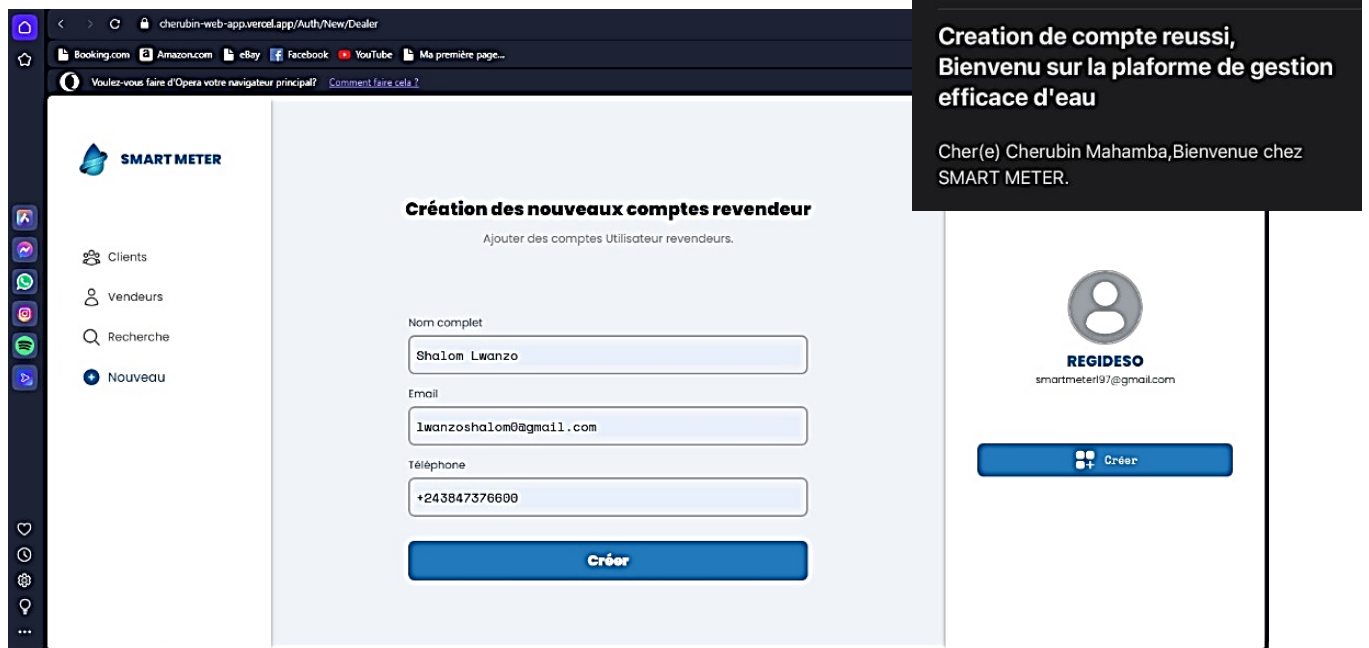 cherubin-web-app.vercel.app/Auth/New/Dealer
Booking.com Amazon.com eBay Facebook YouTube Ma première page...
Voulez-vous faire d'Opera votre navigateur principal? Comment faire cela ?
Creation de compte reussi,
Bienvenu sur la plaforme de gestion
efficace d'eau
Cher(e) Cherubin Mahamba,Bienvenue chez
SMART METER.
SMART METER
Clients
Vendeurs
Recherche
Nouveau
Création des nouveaux comptes revendeur
Ajouter des comptes Utilisateur revendeurs.
Nom complet
Shalom Lwanzo
Email
lwanzoshalom0@gmail.com
Téléphone
+243847376600
Créer
REGIDESO
smartmeterl97@gmail.com
Créer